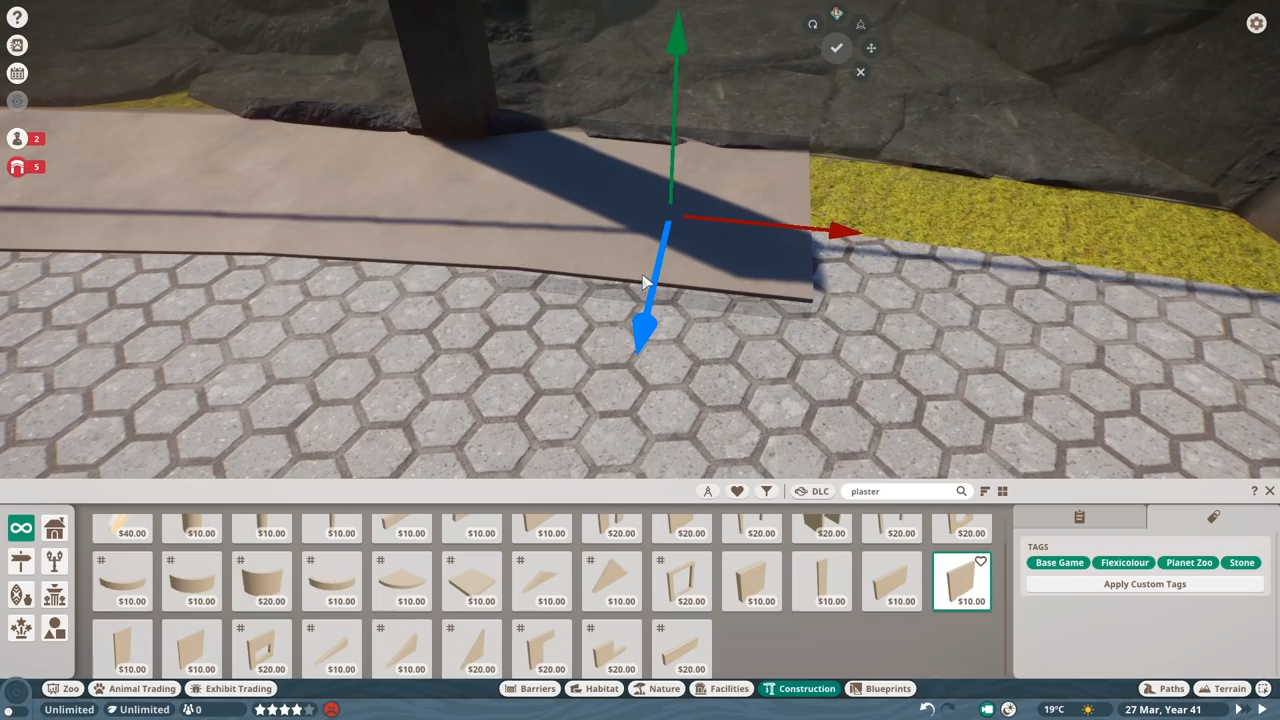 ?
2
5
DLC
plaster
?
$40.00 $10.00 $10.00 $10.00 $10.00 $10.00 $10.00 $20.00 $20.00 $20.00 $20.00 $20.00 $20.00
TAGS
# $10.00 # $10.00 # $20.00 # $10.00 # $10.00 # $10.00 # $10.00 # $10.00 # $20.00 $10.00 $10.00 $10.00 $10.00
Base Game Flexicolour Planet Zoo Stone
Apply Custom Tags
$10.00 $10.00 # $20.00 # $10.00 # $10.00 # $10.00 # $20.00 # $20.00 # $20.00
Zoo Animal Trading Exhibit Trading Barriers Habitat Nature Facilities Construction Blueprints Paths Terrain
Unlimited Unlimited 0 19°C 27 Mar, Year 41